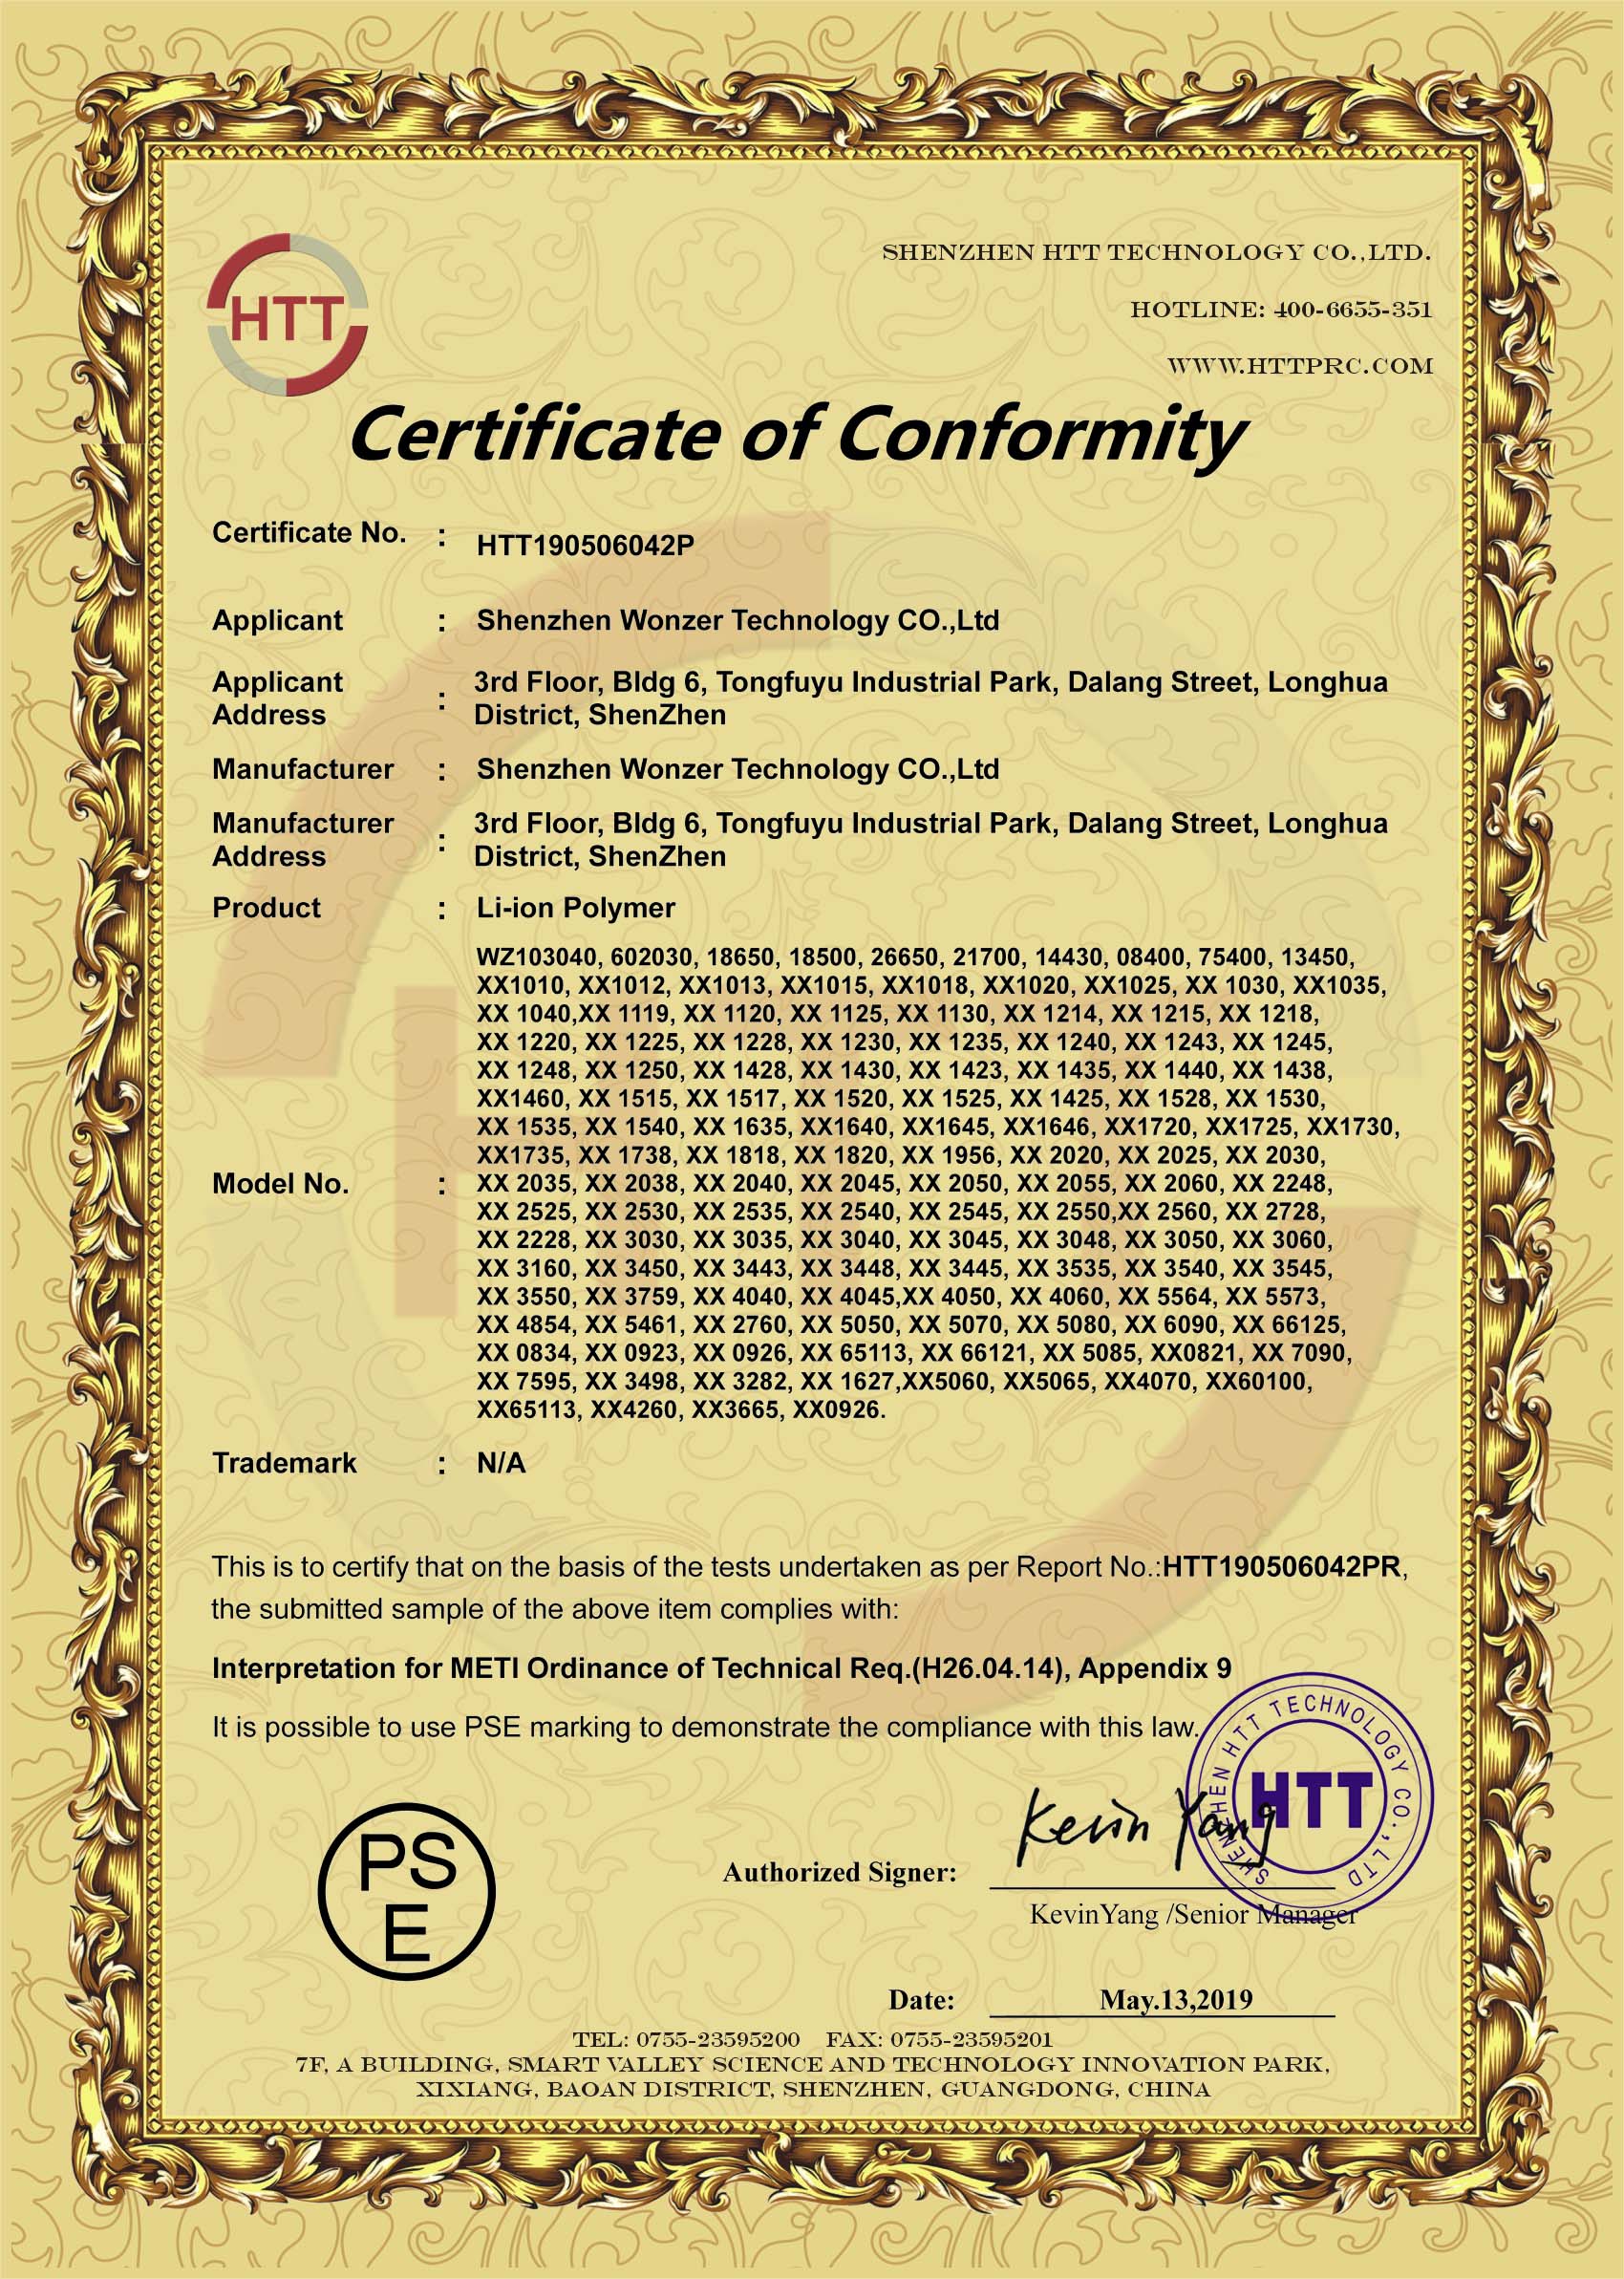 HTT
SHENZHEN HTT TECHNOLOGY CO.,LTD.
HOTLINE: 400-6655-351
WWW.HTTPRC.COM
Certificate of Conformity
Certificate No. : HTT190506042P
Applicant : Shenzhen Wonzer Technology CO.,Ltd
Applicant Address : 3rd Floor, Bldg 6, Tongfuyu Industrial Park, Dalang Street, Longhua
District, ShenZhen
Manufacturer : Shenzhen Wonzer Technology CO.,Ltd
Manufacturer Address : 3rd Floor, Bldg 6, Tongfuyu Industrial Park, Dalang Street, Longhua
District, ShenZhen
Product : Li-ion Polymer
Model No. :
WZ103040, 602030, 18650, 18500, 26650, 21700, 14430, 08400, 75400, 13450,
XX1010, XX1012, XX1013, XX1015, XX1018, XX1020, XX1025, XX 1030, XX1035,
XX 1040,XX 1119, XX 1120, XX 1125, XX 1130, XX 1214, XX 1215, XX 1218,
XX 1220, XX 1225, XX 1228, XX 1230, XX 1235, XX 1240, XX 1243, XX 1245,
XX 1248, XX 1250, XX 1428, XX 1430, XX 1423, XX 1435, XX 1440, XX 1438,
XX1460, XX 1515, XX 1517, XX 1520, XX 1525, XX 1425, XX 1528, XX 1530,
XX 1535, XX 1540, XX 1635, XX1640, XX1645, XX1646, XX1720, XX1725, XX1730,
XX1735, XX 1738, XX 1818, XX 1820, XX 1956, XX 2020, XX 2025, XX 2030,
XX 2035, XX 2038, XX 2040, XX 2045, XX 2050, XX 2055, XX 2060, XX 2248,
XX 2525, XX 2530, XX 2535, XX 2540, XX 2545, XX 2550,XX 2560, XX 2728,
XX 2228, XX 3030, XX 3035, XX 3040, XX 3045, XX 3048, XX 3050, XX 3060,
XX 3160, XX 3450, XX 3443, XX 3448, XX 3445, XX 3535, XX 3540, XX 3545,
XX 3550, XX 3759, XX 4040, XX 4045,XX 4050, XX 4060, XX 5564, XX 5573,
XX 4854, XX 5461, XX 2760, XX 5050, XX 5070, XX 5080, XX 6090, XX 66125,
XX 0834, XX 0923, XX 0926, XX 65113, XX 66121, XX 5085, XX0821, XX 7090,
XX 7595, XX 3498, XX 3282, XX 1627,XX5060, XX5065, XX4070, XX60100,
XX65113, XX4260, XX3665, XX0926.
Trademark : N/A
This is to certify that on the basis of the tests undertaken as per Report No.:HTT190506042PR,
the submitted sample of the above item complies with:
Interpretation for METI Ordinance of Technical Req.(H26.04.14), Appendix 9
It is possible to use PSE marking to demonstrate the compliance with this law.
SHENZHEN HTT TECHNOLOGY CO.,LTD
HTT
PS
E
Kevin Yang
Authorized Signer:
KevinYang /Senior Manager
Date: May.13,2019
TEL: 0755-23595200 FAX: 0755-23595201
7F, A BUILDING, SMART VALLEY SCIENCE AND TECHNOLOGY INNOVATION PARK,
XIXIANG, BAOAN DISTRICT, SHENZHEN, GUANGDONG, CHINA